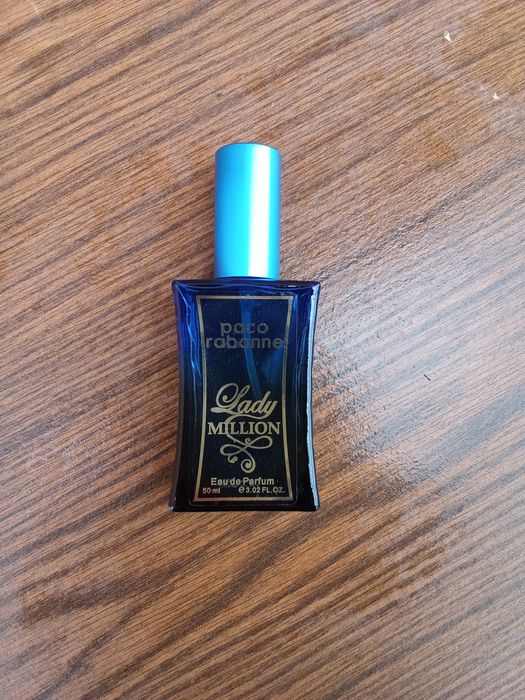 paco
rabanne
Lady
MILLION
Eau de Parfum
50 ml ℮3.02 FL.OZ.